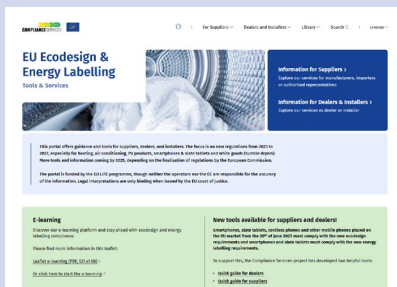 COMPLIANCE SERVICES
For Suppliers
Dealers and Installers
Library
Search
Language
EU Ecodesign &
Energy Labelling
Tools & Services
Information for Suppliers ›
Explore our services for manufacturers, importers
or authorised representatives
Information for Dealers & Installers ›
Explore our services as dealer or installer
This portal offers guidance and tools for suppliers, dealers, and installers. The focus is on new regulations from 2023 to
2027, especially for heating, air conditioning, PV products, smartphones & slate tablets and white goods (tumble dryers).
More tools and information coming by 2025, depending on the finalisation of regulations by the European Commission.
The portal is funded by the EU LIFE programme, though neither the operators nor the EC are responsible for the accuracy
of the information. Legal interpretations are only binding when issued by the EU court of justice.
E-learning
Discover our e-learning platform and stay ahead with ecodesign and energy
labelling compliance.
Please find more information in this leaflet:
Leaflet e-learning (PDF, 521.41 kB)
Or click here to start the e-learning
New tools available for suppliers and dealers!
Smartphones, slate tablets, cordless phones and other mobile phones placed on
the EU market from the 20th of June 2025 must comply with the new ecodesign
requirements and smartphones and slate tablets must comply with the new energy
labelling requirements.
To support this, the Compliance Services project has developed two helpful tools:
• Quick guide for dealers
• Quick guide for suppliers